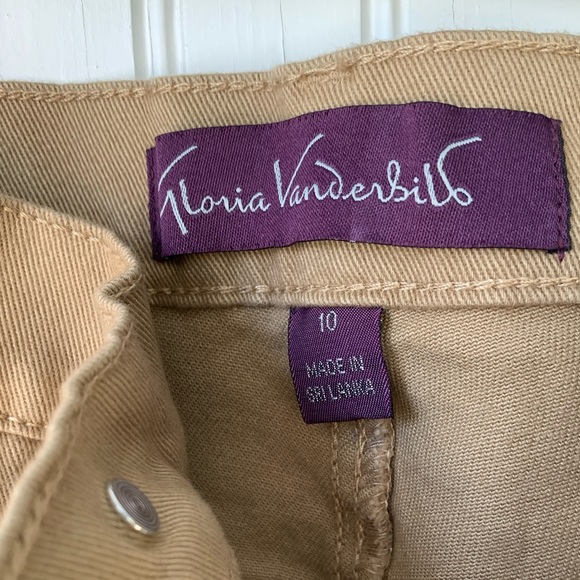 Gloria Vanderbilt
10
MADE IN
SRI LANKA